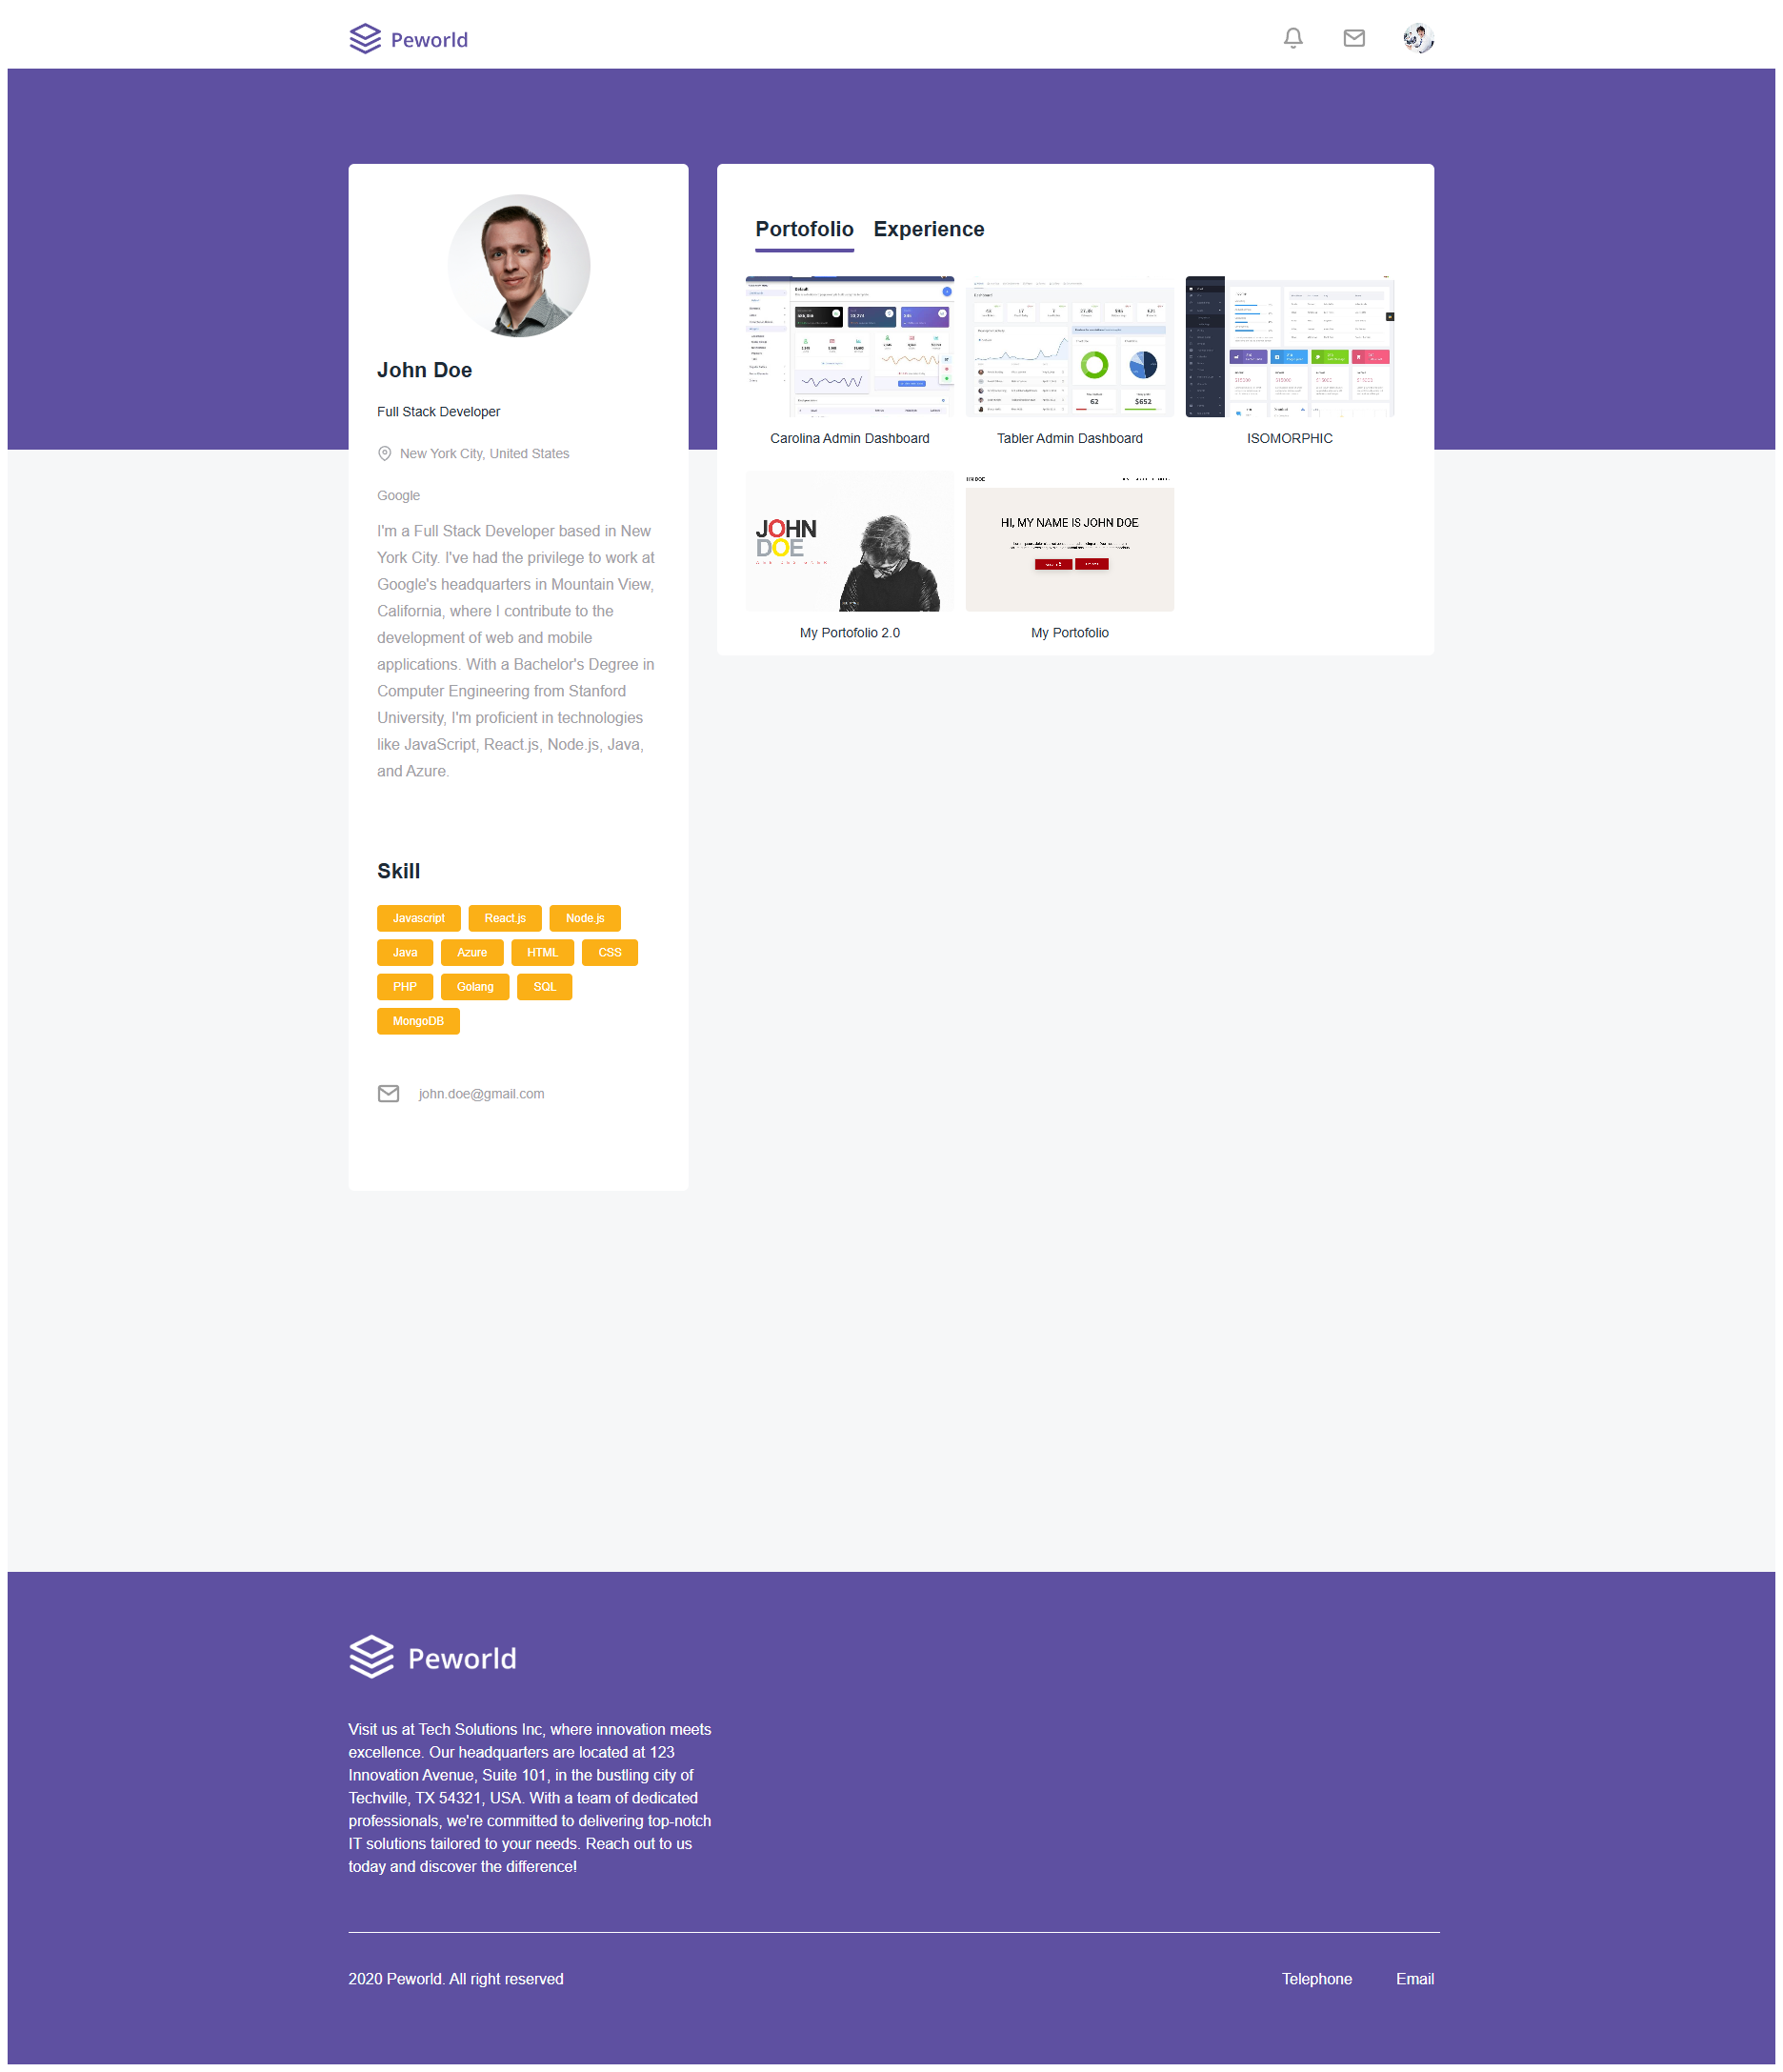 Peworld
John Doe
Full Stack Developer
New York City, United States
Google
I'm a Full Stack Developer based in New
York City. I've had the privilege to work at
Google's headquarters in Mountain View,
California, where I contribute to the
development of web and mobile
applications. With a Bachelor's Degree in
Computer Engineering from Stanford
University, I'm proficient in technologies
like JavaScript, React.js, Node.js, Java,
and Azure.
Skill
Javascript React.js Node.js
Java Azure HTML CSS
PHP Golang SQL
MongoDB
john.doe@gmail.com
Portofolio Experience
Default
Dashboard
62
$652
Carolina Admin Dashboard
Tabler Admin Dashboard
ISOMORPHIC
JOHN
DOE
HI, MY NAME IS JOHN DOE
My Portofolio 2.0
My Portofolio
Peworld
Visit us at Tech Solutions Inc, where innovation meets
excellence. Our headquarters are located at 123
Innovation Avenue, Suite 101, in the bustling city of
Techville, TX 54321, USA. With a team of dedicated
professionals, we're committed to delivering top-notch
IT solutions tailored to your needs. Reach out to us
today and discover the difference!
2020 Peworld. All right reserved
Telephone Email